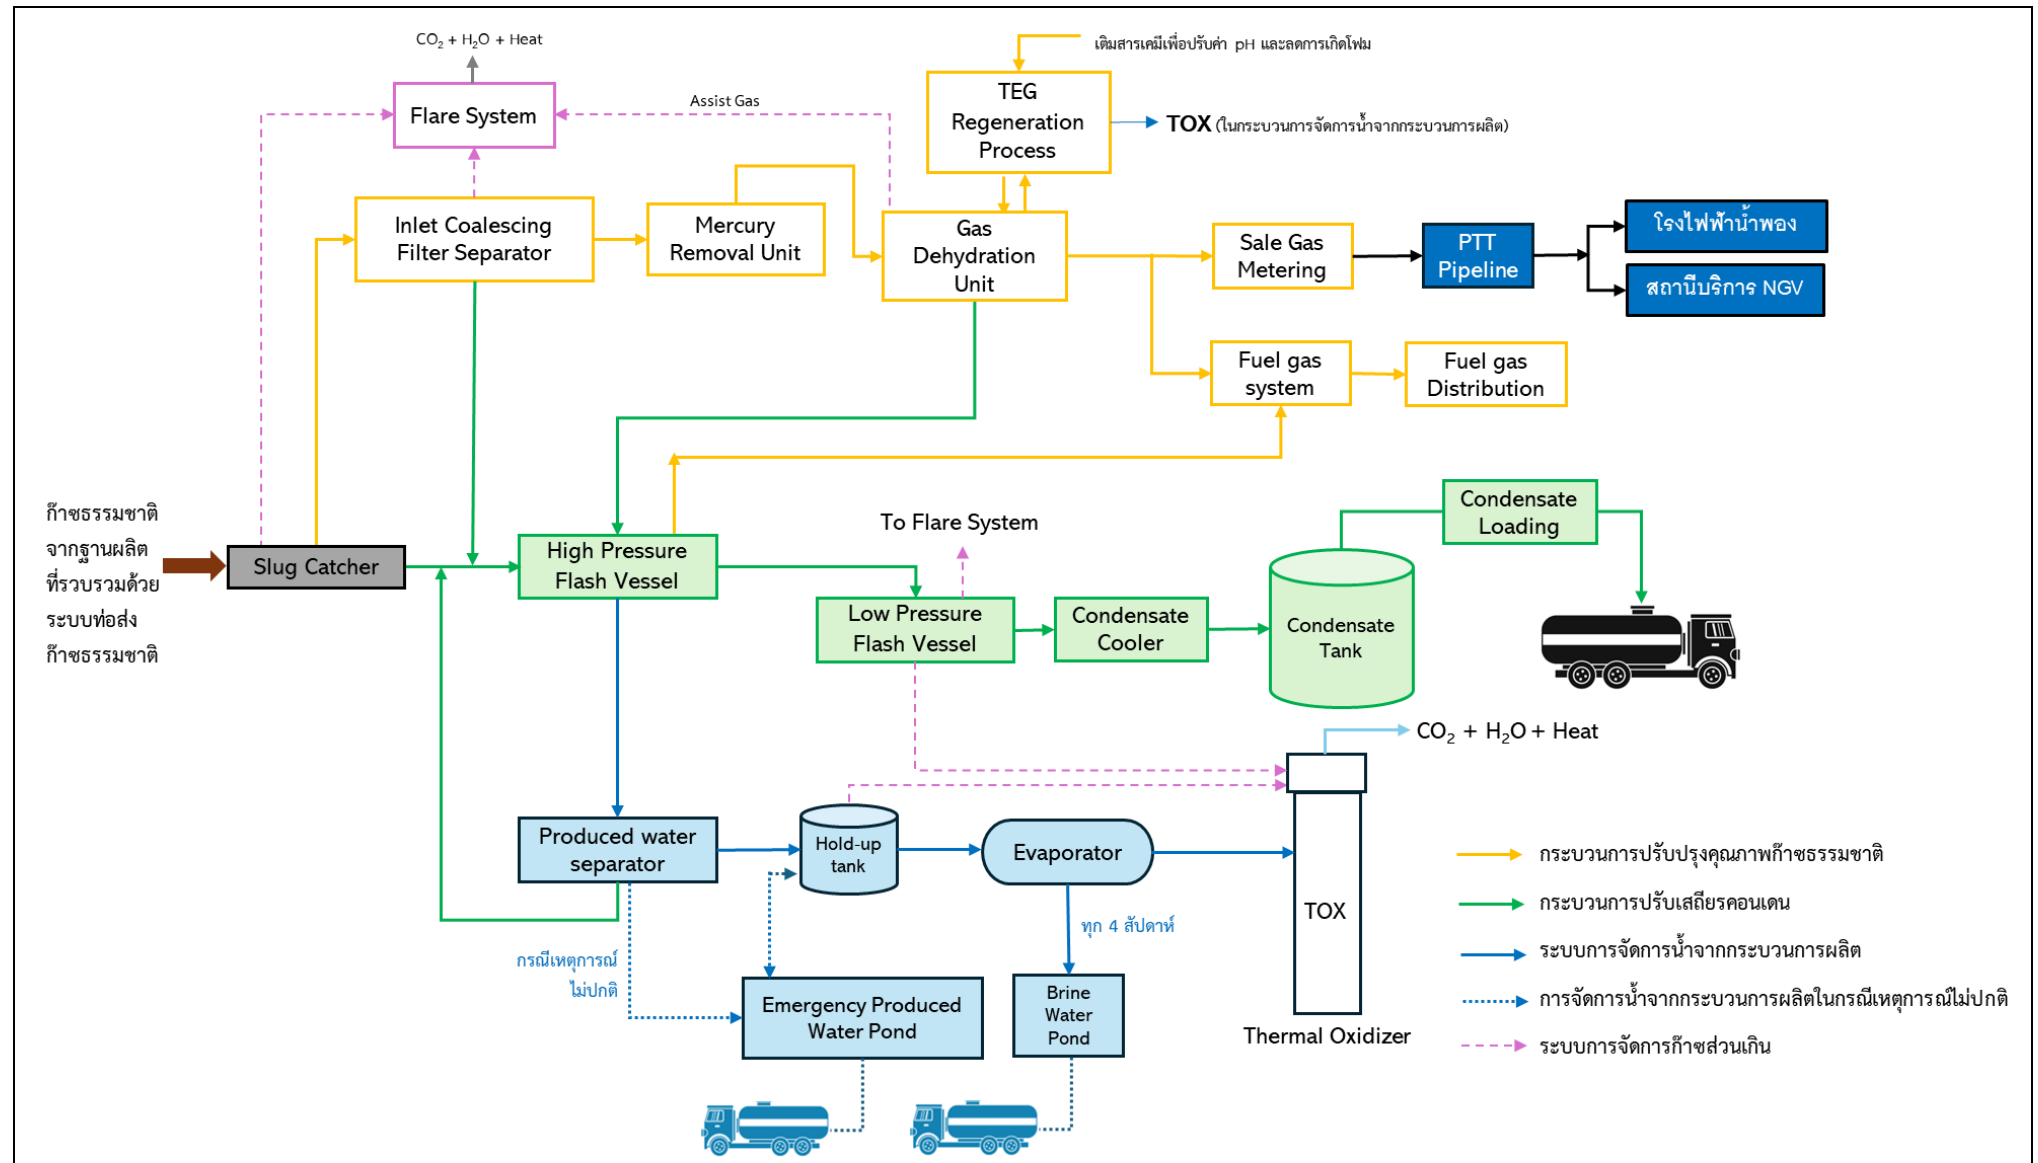 CO₂ + H₂O + Heat
เติมสารเคมีเพื่อปรับค่า pH และลดการเกิดโฟม
Flare System
Assist Gas
TEG
Regeneration
Process
TOX (ในกระบวนการจัดการน้ำจากกระบวนการผลิต)
Inlet Coalescing
Filter Separator
Mercury
Removal Unit
Gas
Dehydration
Unit
Sale Gas
Metering
PTT
Pipeline
โรงไฟฟ้าน้ำพอง
สถานีบริการ NGV
Fuel gas
system
Fuel gas
Distribution
ก๊าซธรรมชาติ
จากฐานผลิต
ที่รวบรวมด้วย
ระบบท่อส่ง
ก๊าซธรรมชาติ
Slug Catcher
High Pressure
Flash Vessel
To Flare System
Low Pressure
Flash Vessel
Condensate
Cooler
Condensate
Tank
Condensate
Loading
CO₂ + H₂O + Heat
Produced water
separator
Hold-up
tank
Evaporator
TOX
Thermal Oxidizer
ทุก 4 สัปดาห์
กรณีเหตุการณ์
ไม่ปกติ
Emergency Produced
Water Pond
Brine
Water
Pond
กระบวนการปรับปรุงคุณภาพก๊าซธรรมชาติ
กระบวนการปรับเสถียรคอนเดน
ระบบการจัดการน้ำจากกระบวนการผลิต
การจัดการน้ำจากกระบวนการผลิตในกรณีเหตุการณ์ไม่ปกติ
ระบบการจัดการก๊าซส่วนเกิน